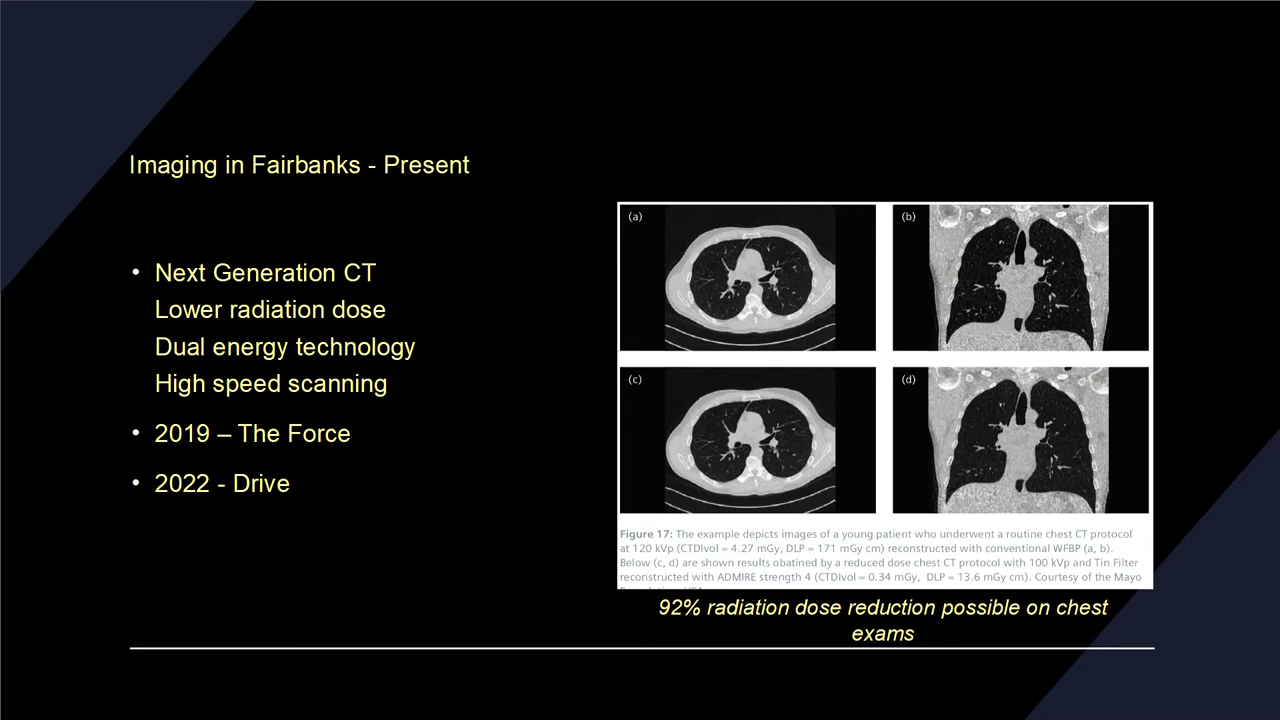 Imaging in Fairbanks - Present
• Next Generation CT
Lower radiation dose
Dual energy technology
High speed scanning
• 2019 – The Force
• 2022 - Drive
(a)
(b)
(c)
(d)
Figure 17: The example depicts images of a young patient who underwent a routine chest CT protocol
at 120 kVp (CTDIvol = 4.27 mGy, DLP = 171 mGy cm) reconstructed with conventional WFBP (a, b).
Below (c, d) are shown results obatined by a reduced dose chest CT protocol with 100 kVp and Tin Filter
reconstructed with ADMIRE strength 4 (CTDIvol = 0.34 mGy, DLP = 13.6 mGy cm). Courtesy of the Mayo
92% radiation dose reduction possible on chest
exams